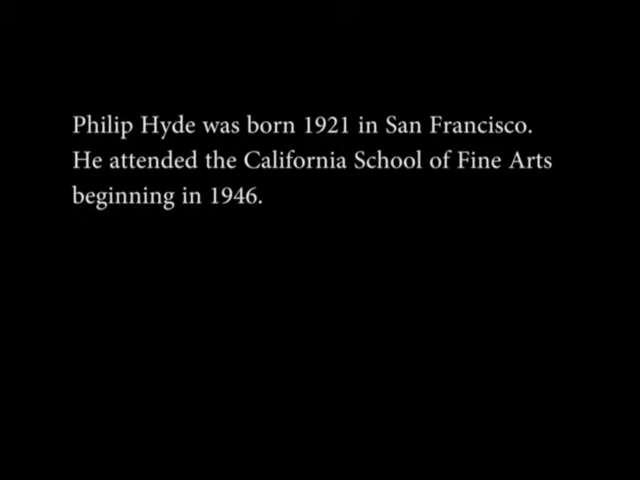 Philip Hyde was born 1921 in San Francisco.
He attended the California School of Fine Arts
beginning in 1946.